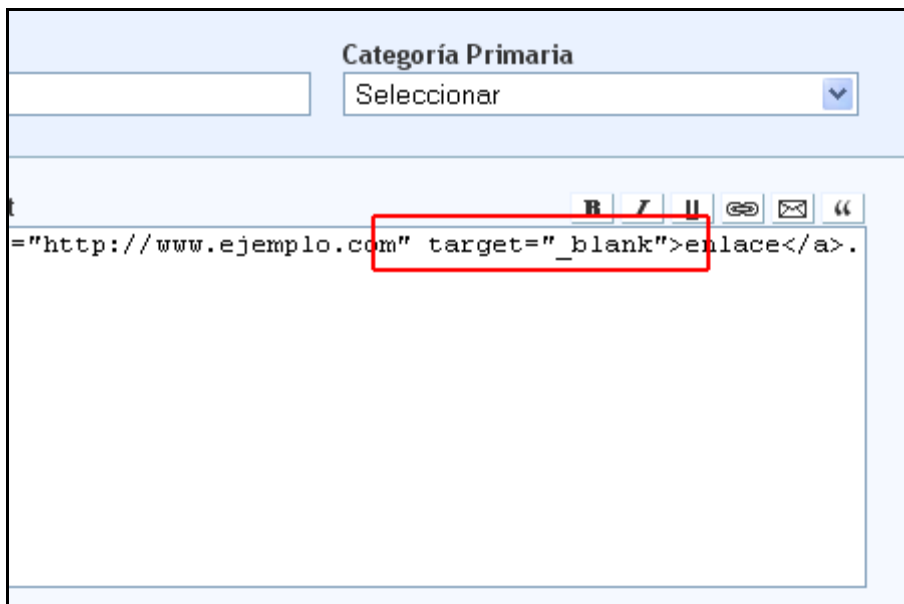 Categoría Primaria
Seleccionar
t
B I U “
="http://www.ejemplo.com" target="_blank">enlace</a>.